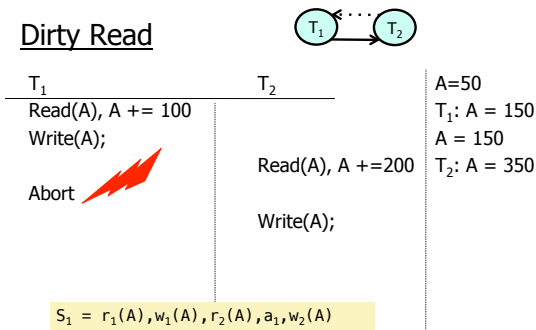 Dirty Read
T₁ T₂
T₁ T₂ A=50
Read(A), A += 100 T₁: A = 150
Write(A); A = 150
Read(A), A +=200 T₂: A = 350
Abort
Write(A);
S₁ = r₁(A),w₁(A),r₂(A),a₁,w₂(A)